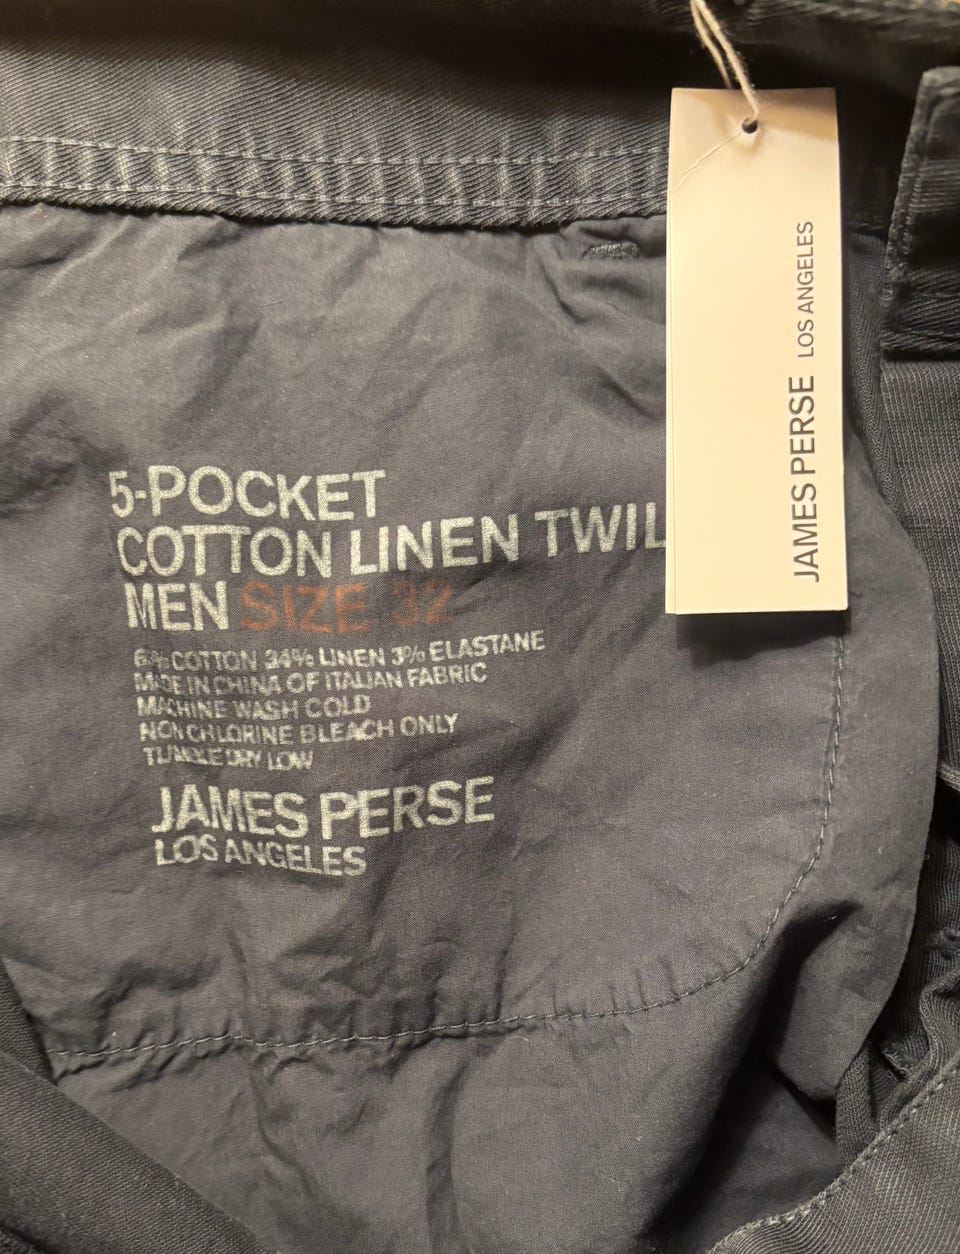 5-POCKET
COTTON LINEN TWIL
MEN SIZE 32
COTTON 34% LINEN 3% ELASTANE
MADE IN CHINA OF ITALIAN FABRIC
MACHINE WASH COLD
NON CHLORINE BLEACH ONLY
TUMBLE DRY LOW
JAMES PERSE
LOS ANGELES
JAMES PERSE LOS ANGELES